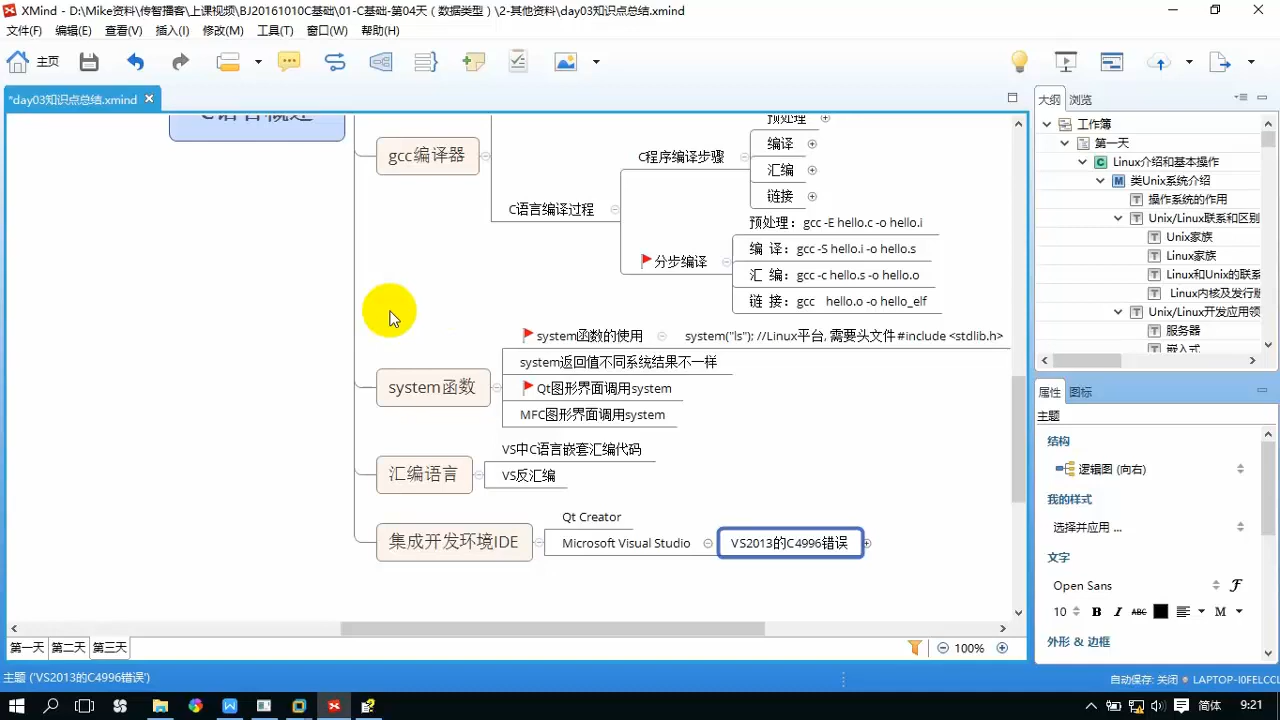 XMind - D:\Mike资料\传智播客\上课视频\BJ20161010C基础\01-C基础-第04天（数据类型）\2-其他资料\day03知识点总结.xmind
文件(F) 编辑(E) 查看(V) 插入(I) 修改(M) 工具(T) 窗口(W) 帮助(H)
主页
*day03知识点总结.xmind
大纲 浏览
C语言概述
gcc编译器
C语言编译过程
C程序编译步骤
预处理
编译
汇编
链接
分步编译
预处理：gcc -E hello.c -o hello.i
编 译：gcc -S hello.i -o hello.s
汇 编：gcc -c hello.s -o hello.o
链 接：gcc hello.o -o hello_elf
system函数
system函数的使用
system("ls"); //Linux平台, 需要头文件#include <stdlib.h>
system返回值不同系统结果不一样
Qt图形界面调用system
MFC图形界面调用system
汇编语言
VS中C语言嵌套汇编代码
VS反汇编
集成开发环境IDE
Qt Creator
Microsoft Visual Studio
VS2013的C4996错误
工作簿
第一天
Linux介绍和基本操作
类Unix系统介绍
操作系统的作用
Unix/Linux联系和区别
Unix家族
Linux家族
Linux和Unix的联系
Linux内核及发行版
Unix/Linux开发应用领
服务器
嵌入式
属性 图标
主题
结构
逻辑图 (向右)
我的样式
选择并应用 ...
文字
Open Sans
10 B I ABC M
外形 & 边框
第一天 第二天 第三天
100%
主题 ('VS2013的C4996错误')
自动保存: 关闭 LAPTOP-I0FELCCL
简体 9:21